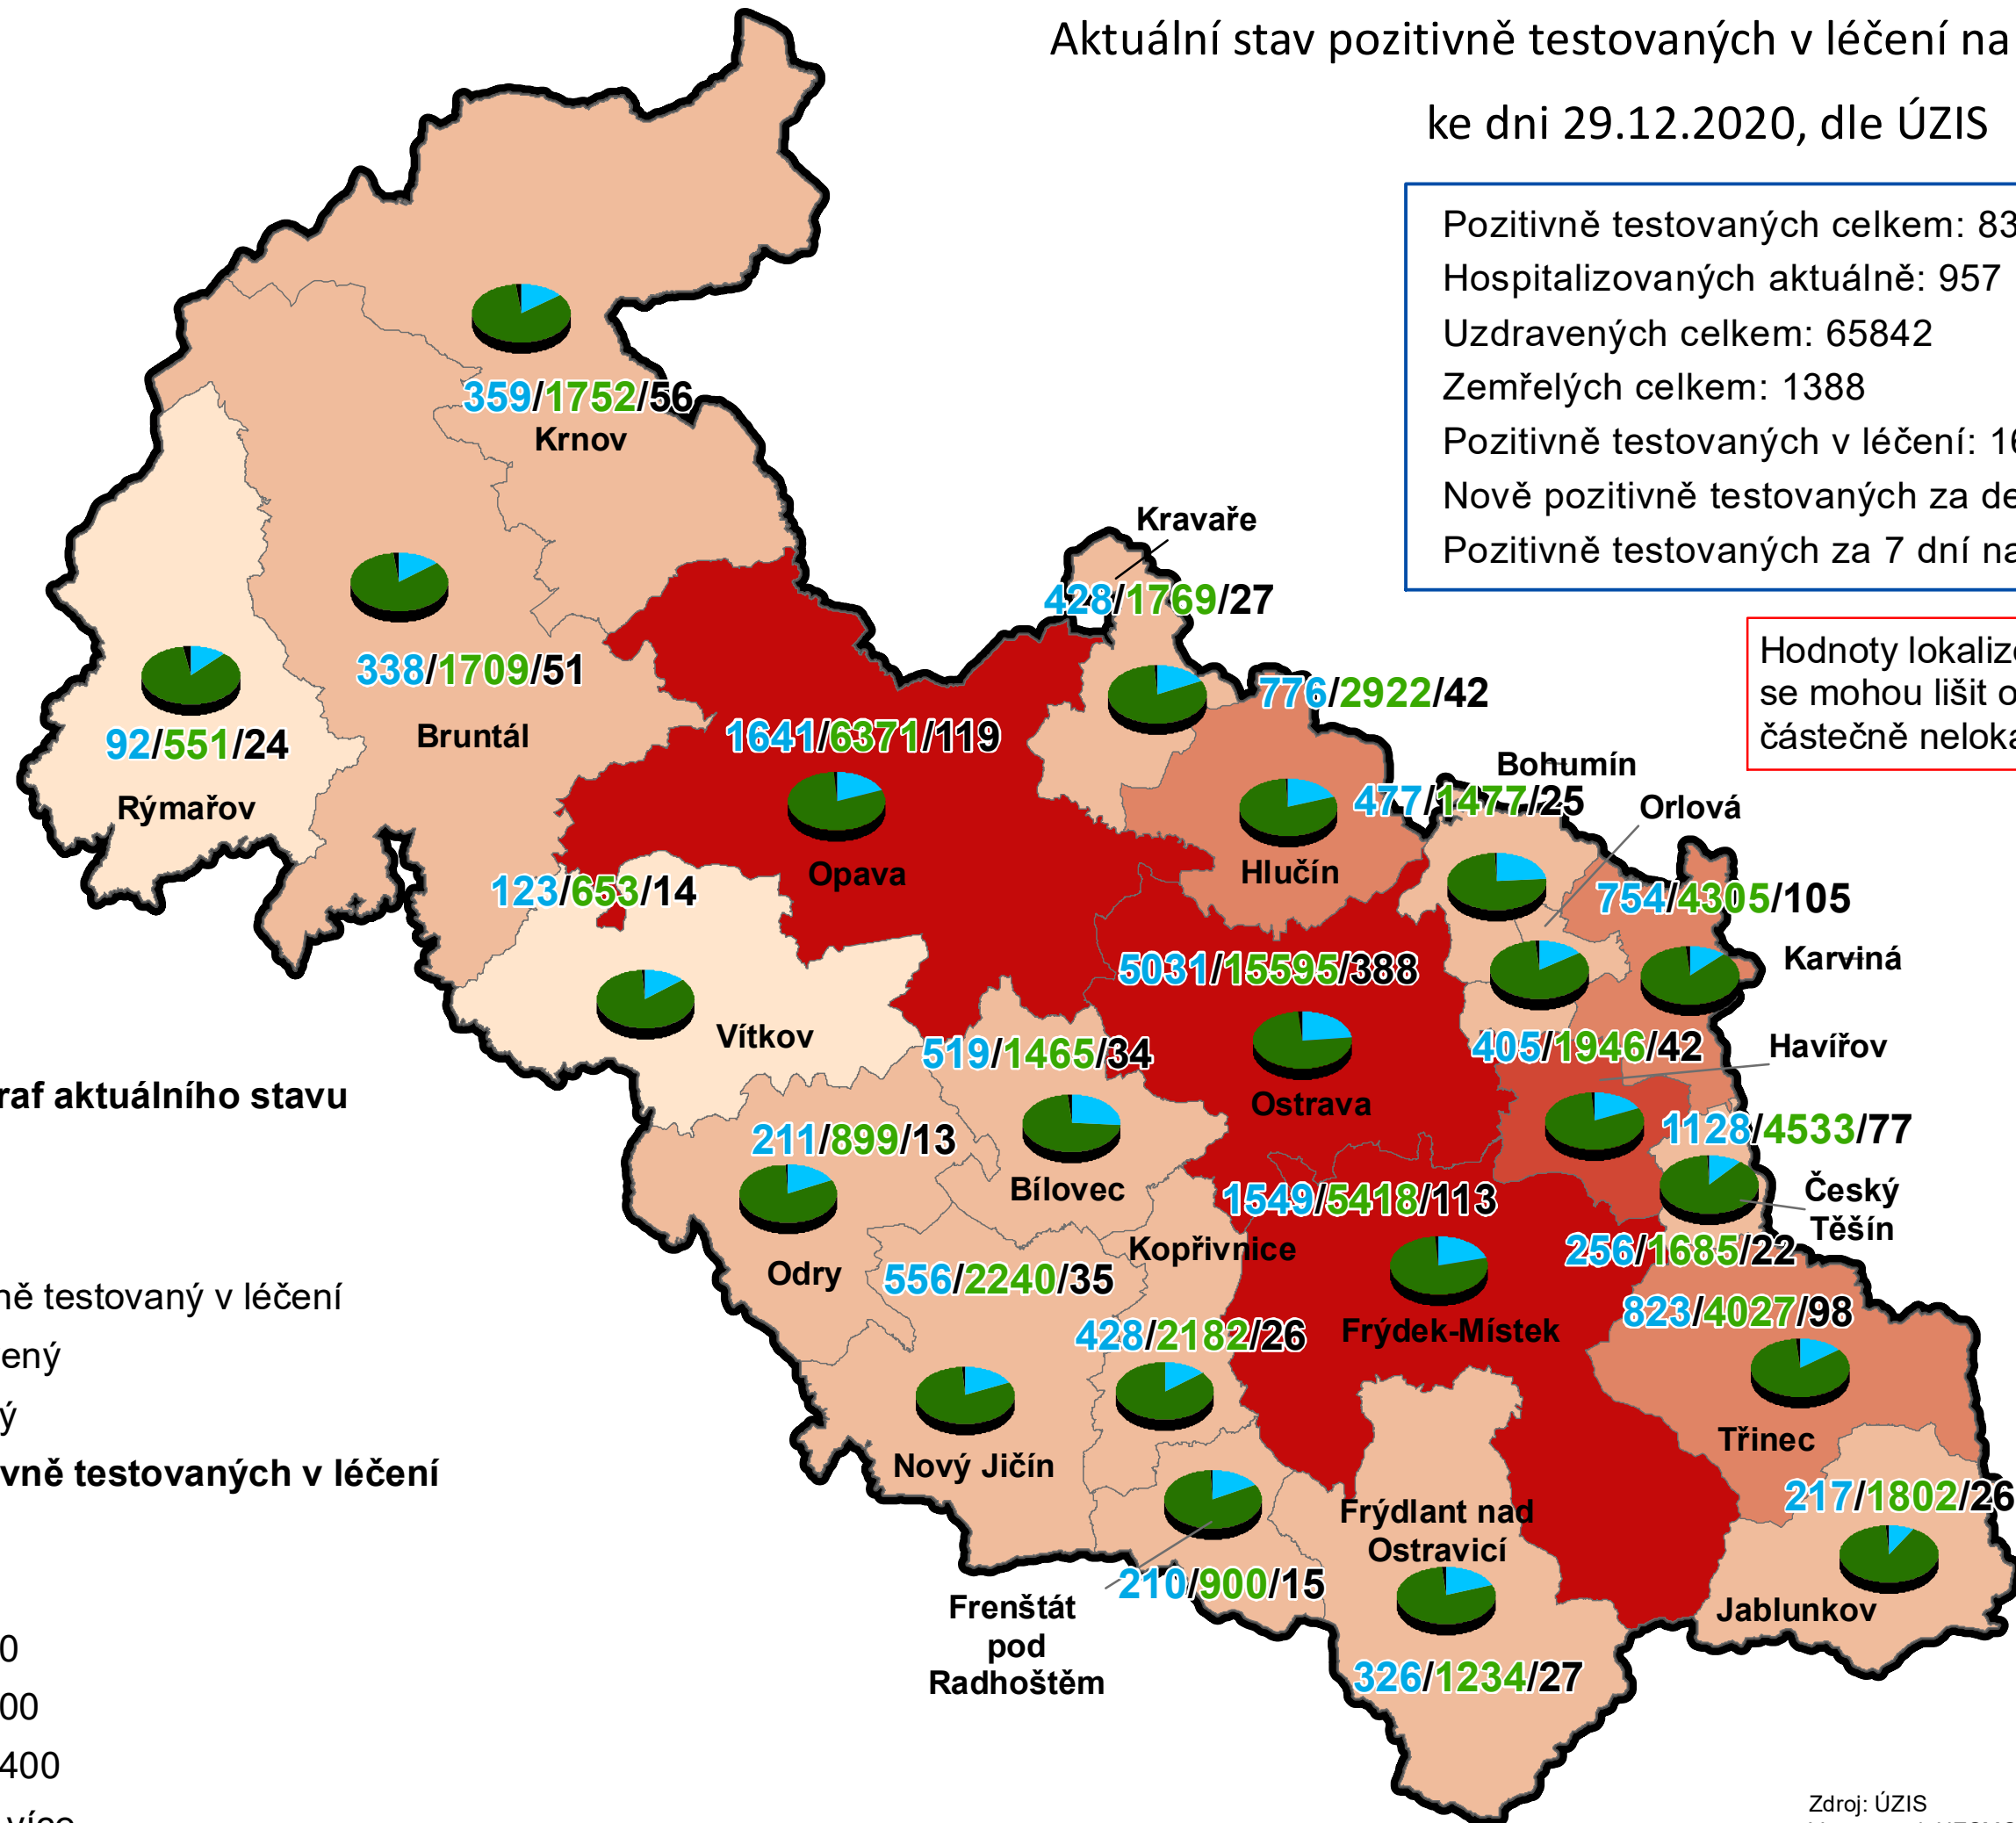 Aktuální stav pozitivně testovaných v léčení na
ke dni 29.12.2020, dle ÚZIS
Pozitivně testovaných celkem: 83
Hospitalizovaných aktuálně: 957
Uzdravených celkem: 65842
Zemřelých celkem: 1388
Pozitivně testovaných v léčení: 16
Nově pozitivně testovaných za de
Pozitivně testovaných za 7 dní na
Hodnoty lokalizo
se mohou lišit o
částečně neloka
359/1752/56
Krnov
Kravaře
428/1769/27
338/1709/51
Bruntál
92/551/24
Rýmařov
1641/6371/119
Opava
776/2922/42
Hlučín
Bohumín
477/1477/25
Orlová
754/4305/105
Karviná
123/653/14
Vítkov
5031/15595/388
Ostrava
519/1465/34
Bílovec
405/1946/42
Havířov
1128/4533/77
Český
Těšín
256/1685/22
211/899/13
Odry
1549/5418/113
Frýdek-Místek
Kopřivnice
556/2240/35
428/2182/26
Nový Jičín
823/4027/98
Třinec
217/1802/26
Jablunkov
Frýdlant nad
Ostravicí
326/1234/27
210/900/15
Frenštát
pod
Radhoštěm
raf aktuálního stavu
ně testovaný v léčení
ený
ý
vně testovaných v léčení
0
00
400
Zdroj: ÚZIS